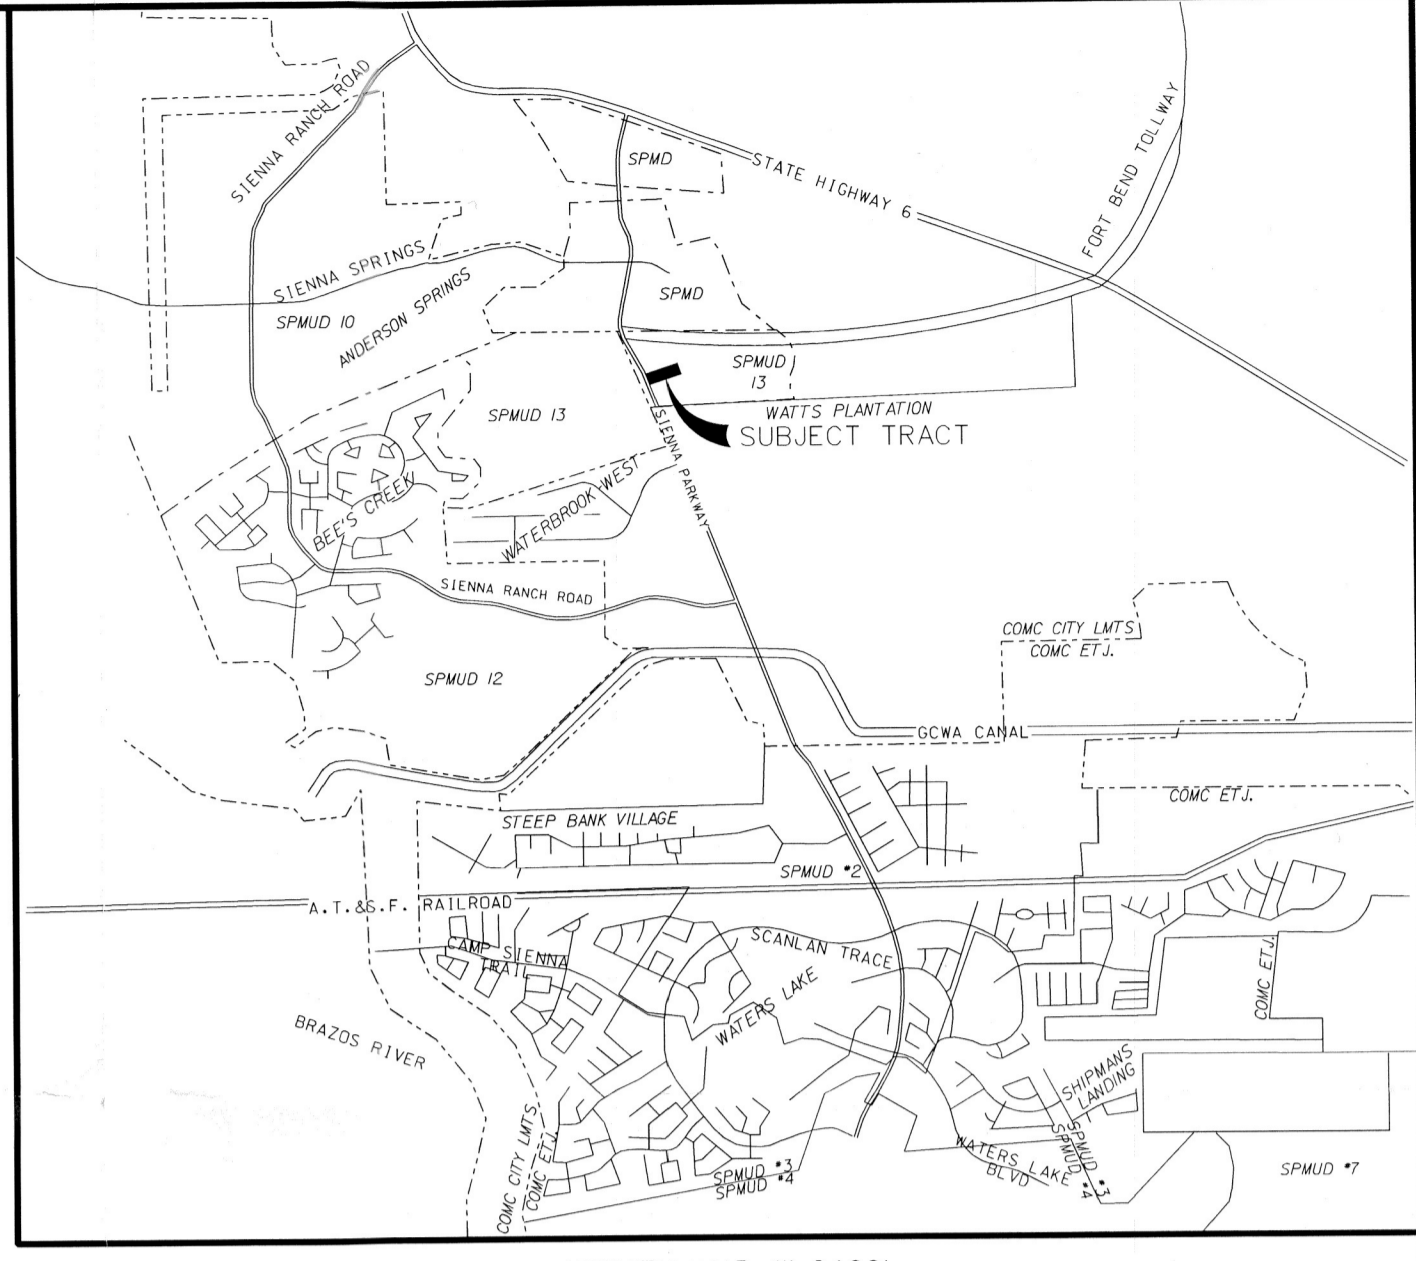 SIENNA RANCH ROAD
SPMD
STATE HIGHWAY 6
FORT BEND TOLLWAY
SIENNA SPRINGS
ANDERSON SPRINGS
SPMUD 10
SPMD
SPMUD
13
WATTS PLANTATION
SUBJECT TRACT
SPMUD 13
SIENNA PARKWAY
BEE'S CREEK
WATERBROOK WEST
SIENNA RANCH ROAD
COMC CITY LMTS
COMC ETJ.
SPMUD 12
GCWA CANAL
COMC ETJ.
STEEP BANK VILLAGE
SPMUD #2
A.T.&S.F. RAILROAD
CAMP SIENNA
TRAIL
SCANLAN TRACE
WATERS LAKE
COMC ETJ.
BRAZOS RIVER
SHIPMANS
LANDING
COMC CITY LMTS
COMC ETJ.
SPMUD #3
SPMUD #4
WATERS LAKE
BLVD
SPMUD #3
SPMUD #4
SPMUD #7